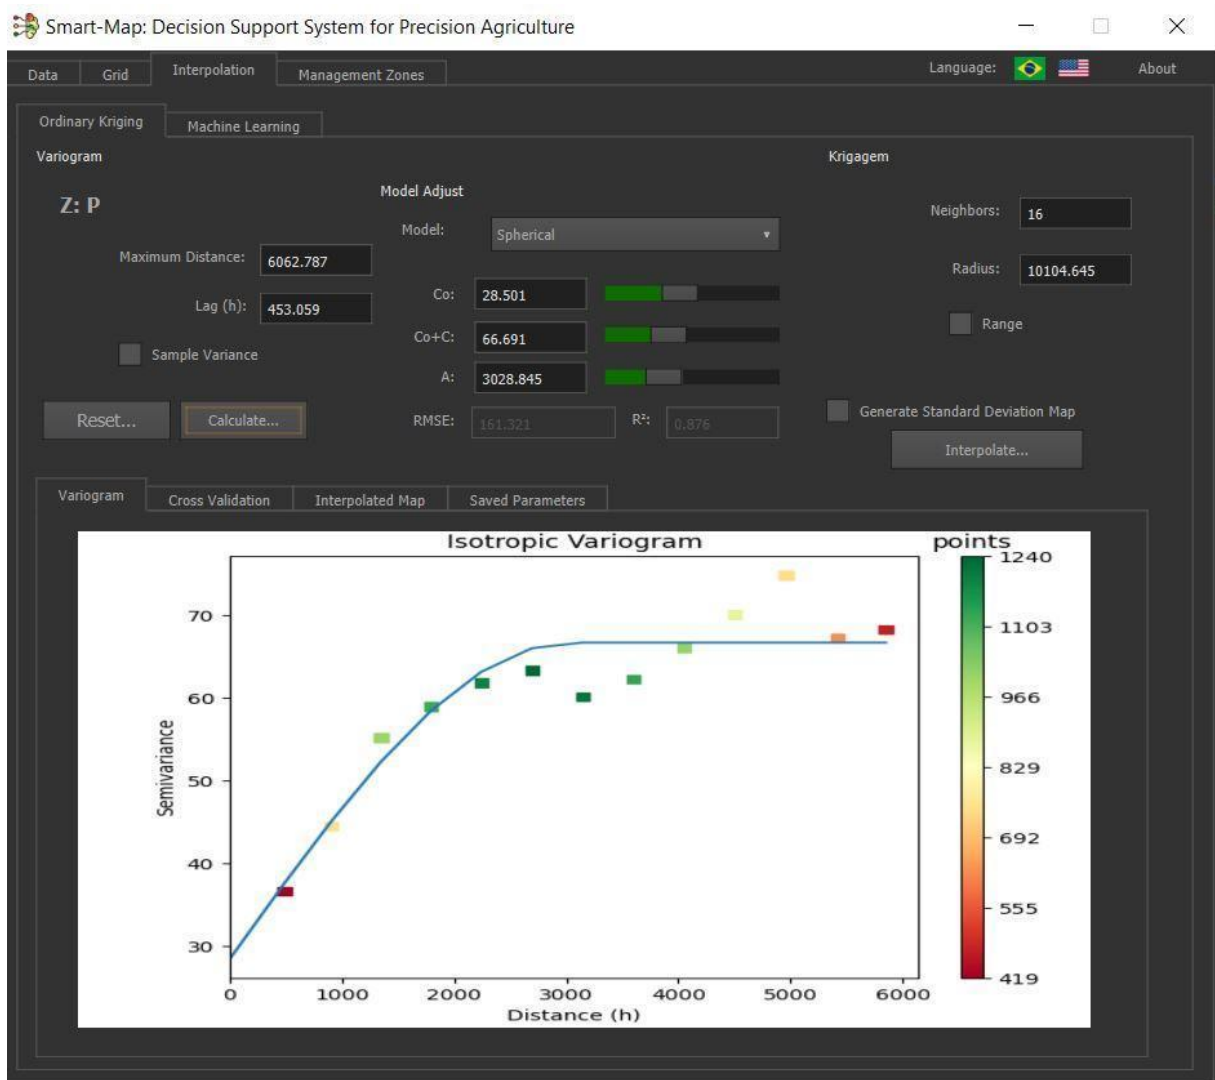 Smart-Map: Decision Support System for Precision Agriculture
Data Grid Interpolation Management Zones Language: About
Ordinary Kriging Machine Learning
Variogram
Z: P
Maximum Distance: 6062.787
Lag (h): 453.059
Sample Variance
Reset... Calculate...
Model Adjust
Model: Spherical
Co: 28.501
Co+C: 66.691
A: 3028.845
RMSE: 161.321 R²: 0.876
Krigagem
Neighbors: 16
Radius: 10104.645
Range
Generate Standard Deviation Map
Interpolate...
Variogram Cross Validation Interpolated Map Saved Parameters
Isotropic Variogram
Semivariance
70
60
50
40
30
0 1000 2000 3000 4000 5000 6000
Distance (h)
points
1240
1103
966
829
692
555
419